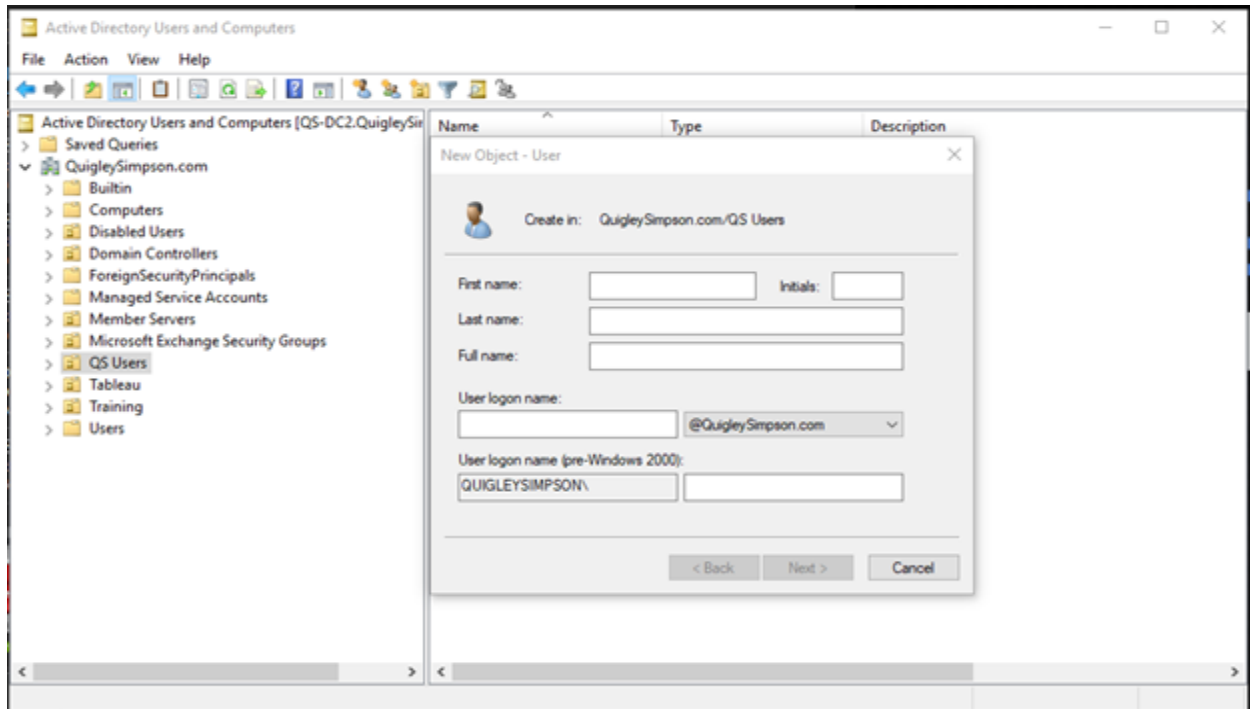 Active Directory Users and Computers
File Action View Help
Active Directory Users and Computers [QS-DC2.QuigleySir
Saved Queries
QuigleySimpson.com
Builtin
Computers
Disabled Users
Domain Controllers
ForeignSecurityPrincipals
Managed Service Accounts
Member Servers
Microsoft Exchange Security Groups
QS Users
Tableau
Training
Users
Name Type Description
New Object - User
Create in: QuigleySimpson.com/QS Users
First name: Initials:
Last name:
Full name:
User logon name:
@QuigleySimpson.com
User logon name (pre-Windows 2000):
QUIGLEYSIMPSON\
< Back Next > Cancel